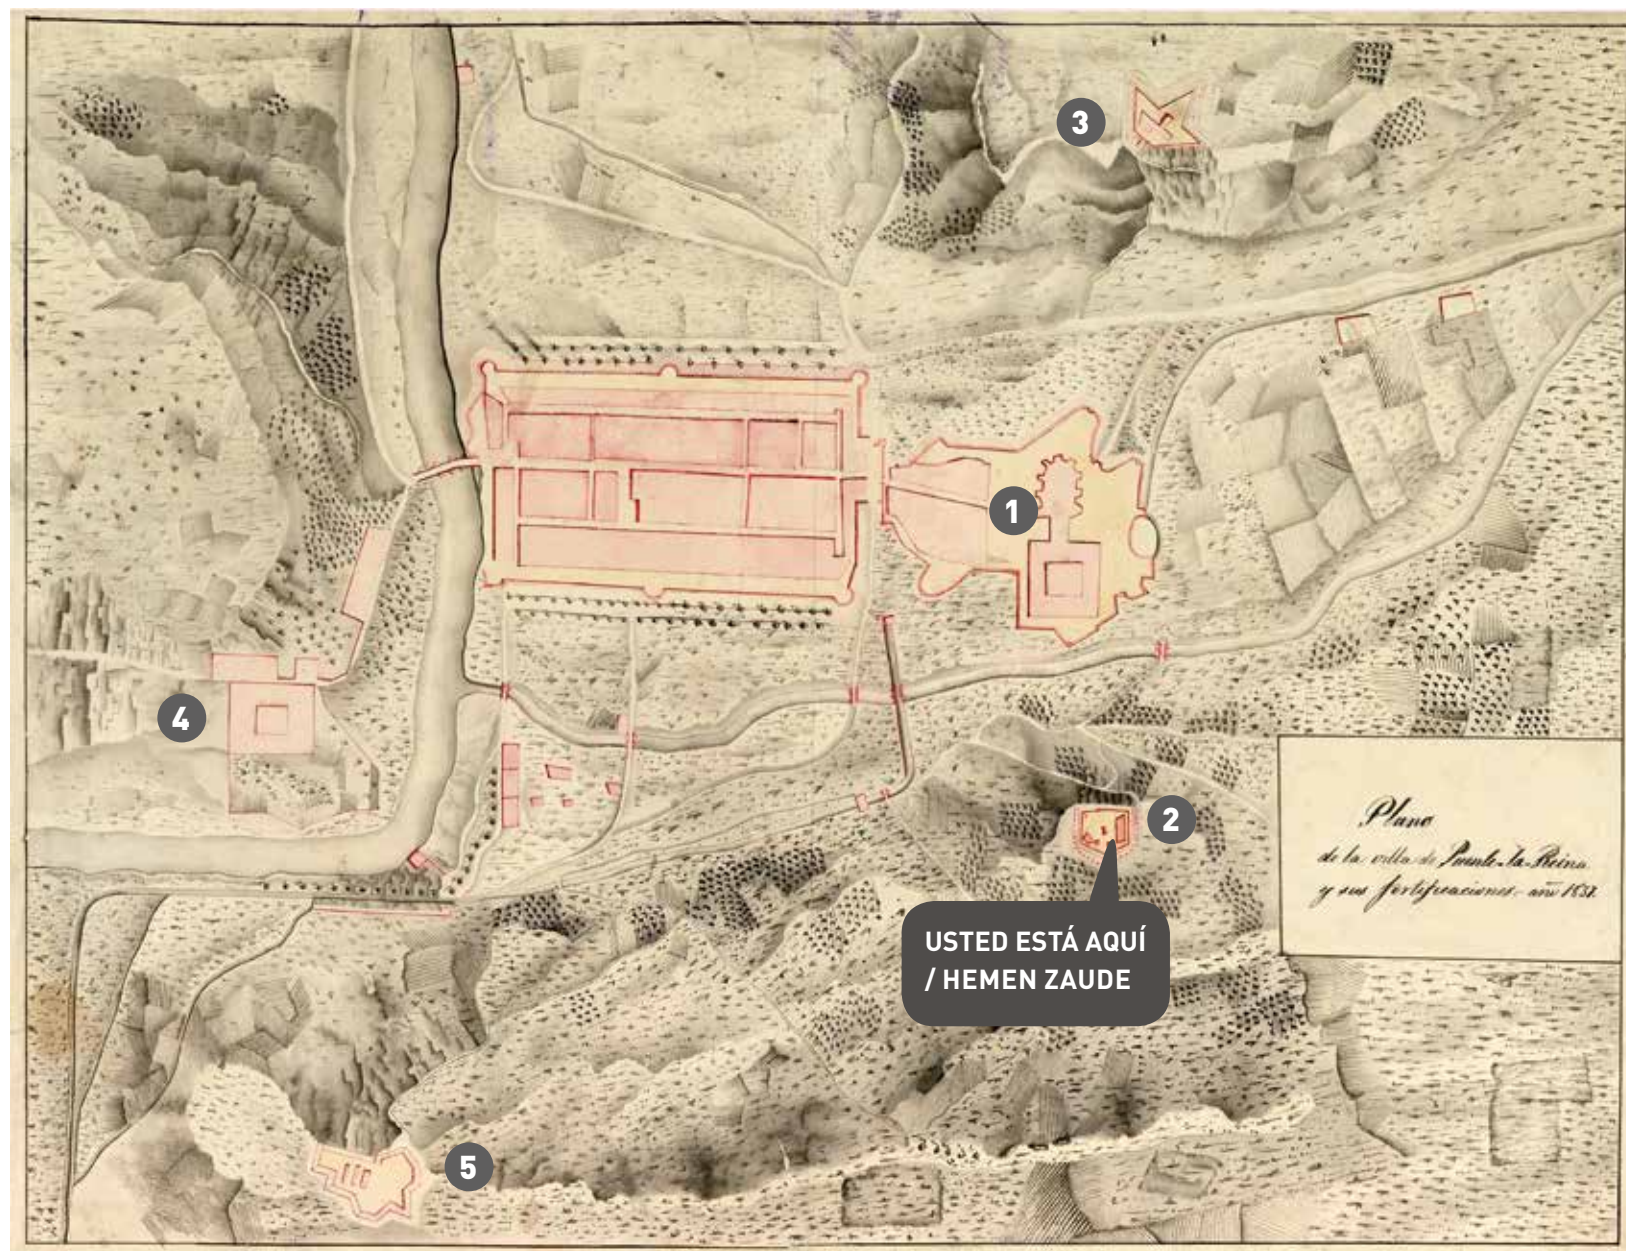 3
1
4
2
USTED ESTÁ AQUÍ
/ HEMEN ZAUDE
Plano
de la villa de Puente-la-Reina
y sus fortificaciones - año
5